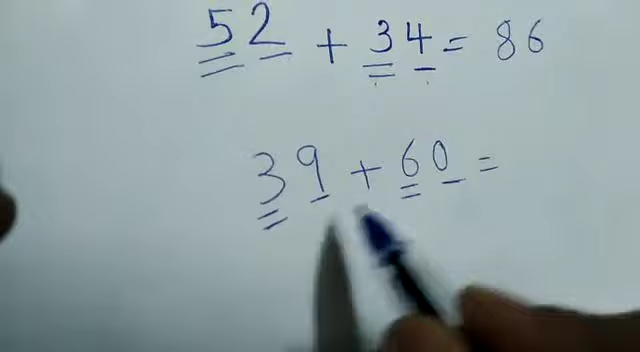 52 + 34 = 86
39 + 60 =